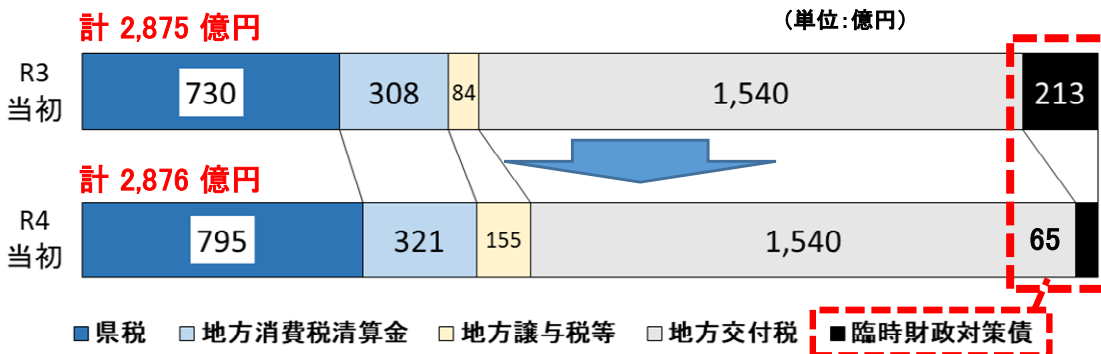 計 2,875 億円
(単位:億円)
R3
当初
730
308
84
1,540
213
計 2,876 億円
R4
当初
795
321
155
1,540
65
■県税 ■地方消費税清算金 ■地方譲与税等 ■地方交付税 ■臨時財政対策債